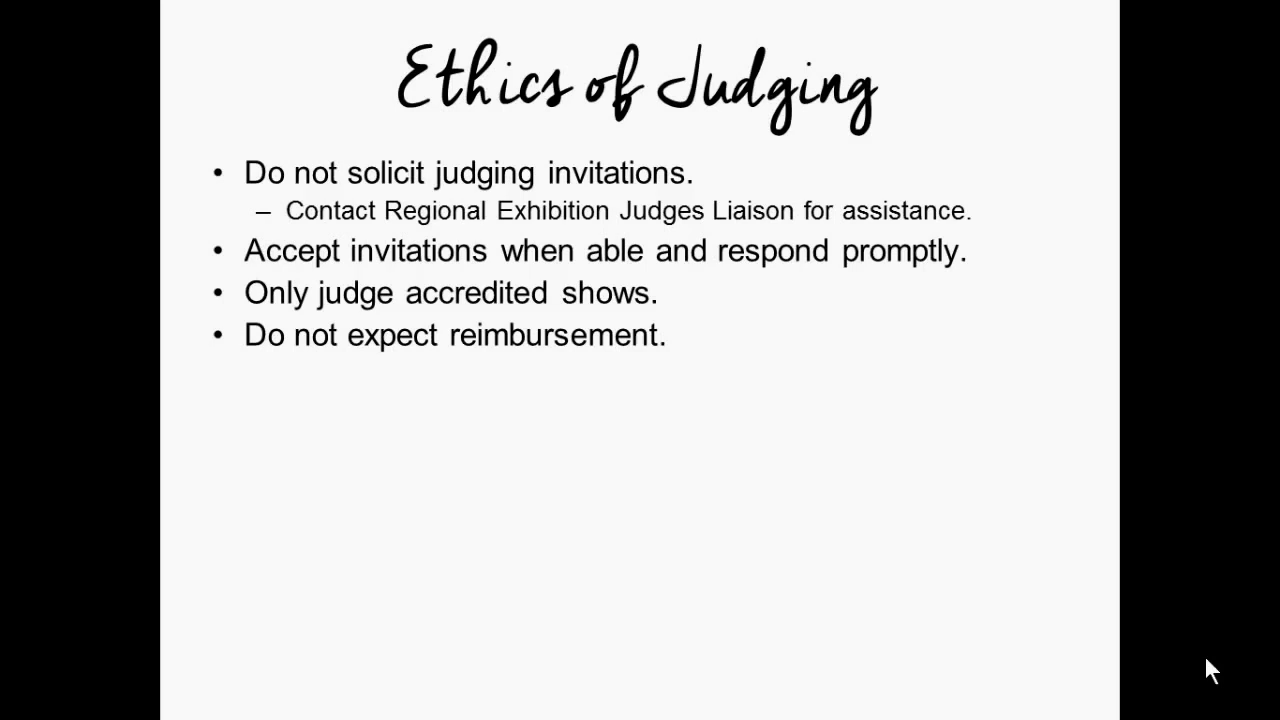 Ethics of Judging
• Do not solicit judging invitations.
– Contact Regional Exhibition Judges Liaison for assistance.
• Accept invitations when able and respond promptly.
• Only judge accredited shows.
• Do not expect reimbursement.